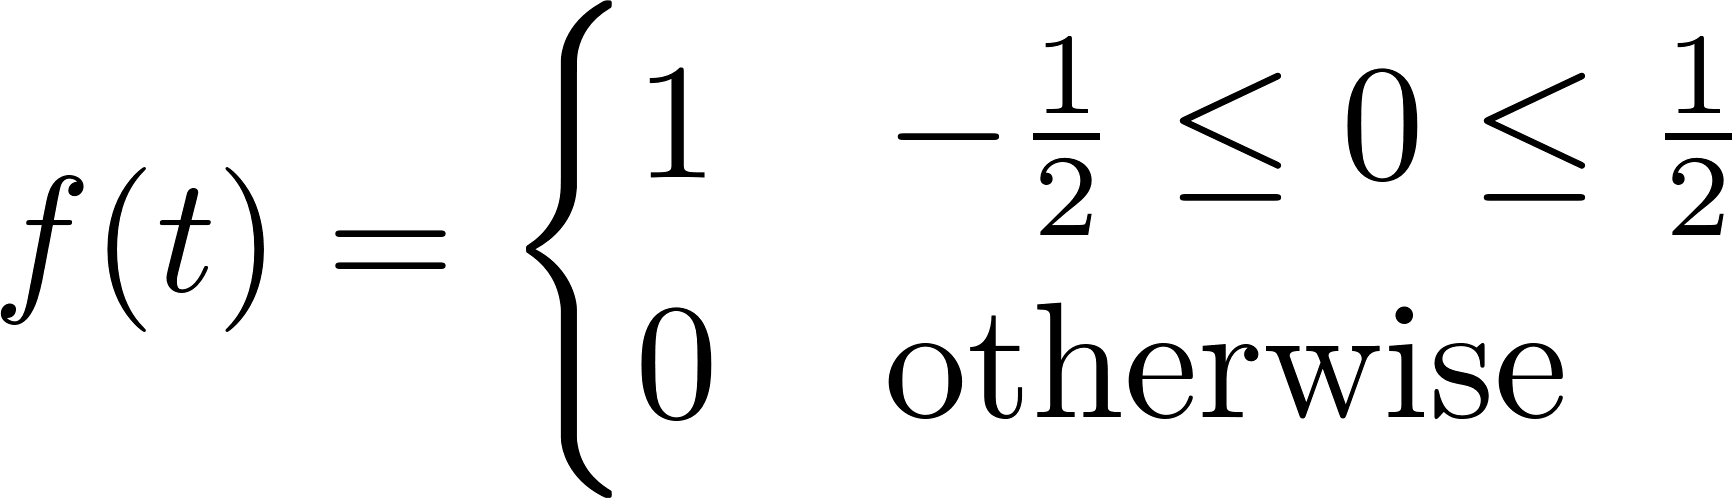 f(t) = { 1   −1/2 ≤ 0 ≤ 1/2
0   otherwise